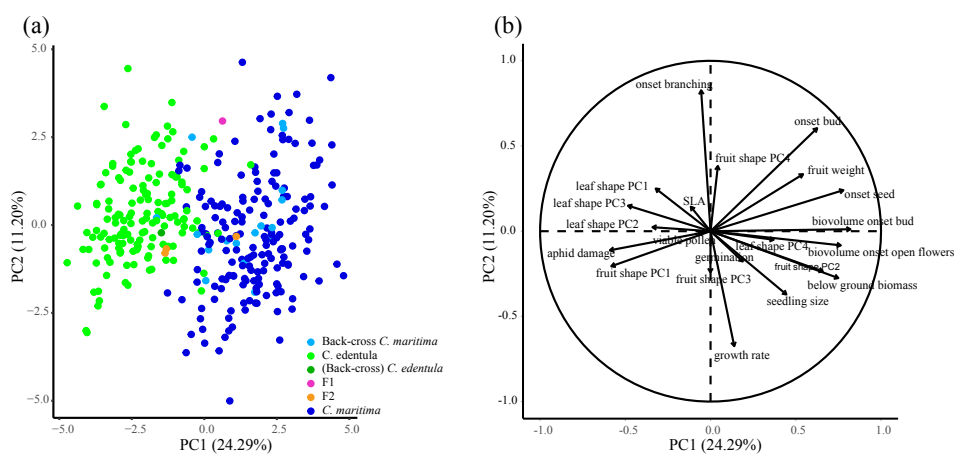 (a)
5.0
2.5
0.0
−2.5
−5.0
PC2 (11.20%)
−5.0
−2.5
0.0
2.5
5.0
PC1 (24.29%)
Back-cross C. maritima
C. edentula
(Back-cross) C. edentula
F1
F2
C. maritima
(b)
1.0
0.5
0.0
-0.5
-1.0
PC2 (11.20%)
-1.0
-0.5
0.0
0.5
1.0
PC1 (24.29%)
onset branching
onset bud
fruit shape PC4
fruit weight
leaf shape PC1
onset seed
leaf shape PC3
SLA
leaf shape PC2
biovolume onset bud
viable pollen
leaf shape PC4
biovolume onset open flowers
aphid damage
germination
fruit shape PC2
fruit shape PC1
fruit shape PC3
below ground biomass
seedling size
growth rate